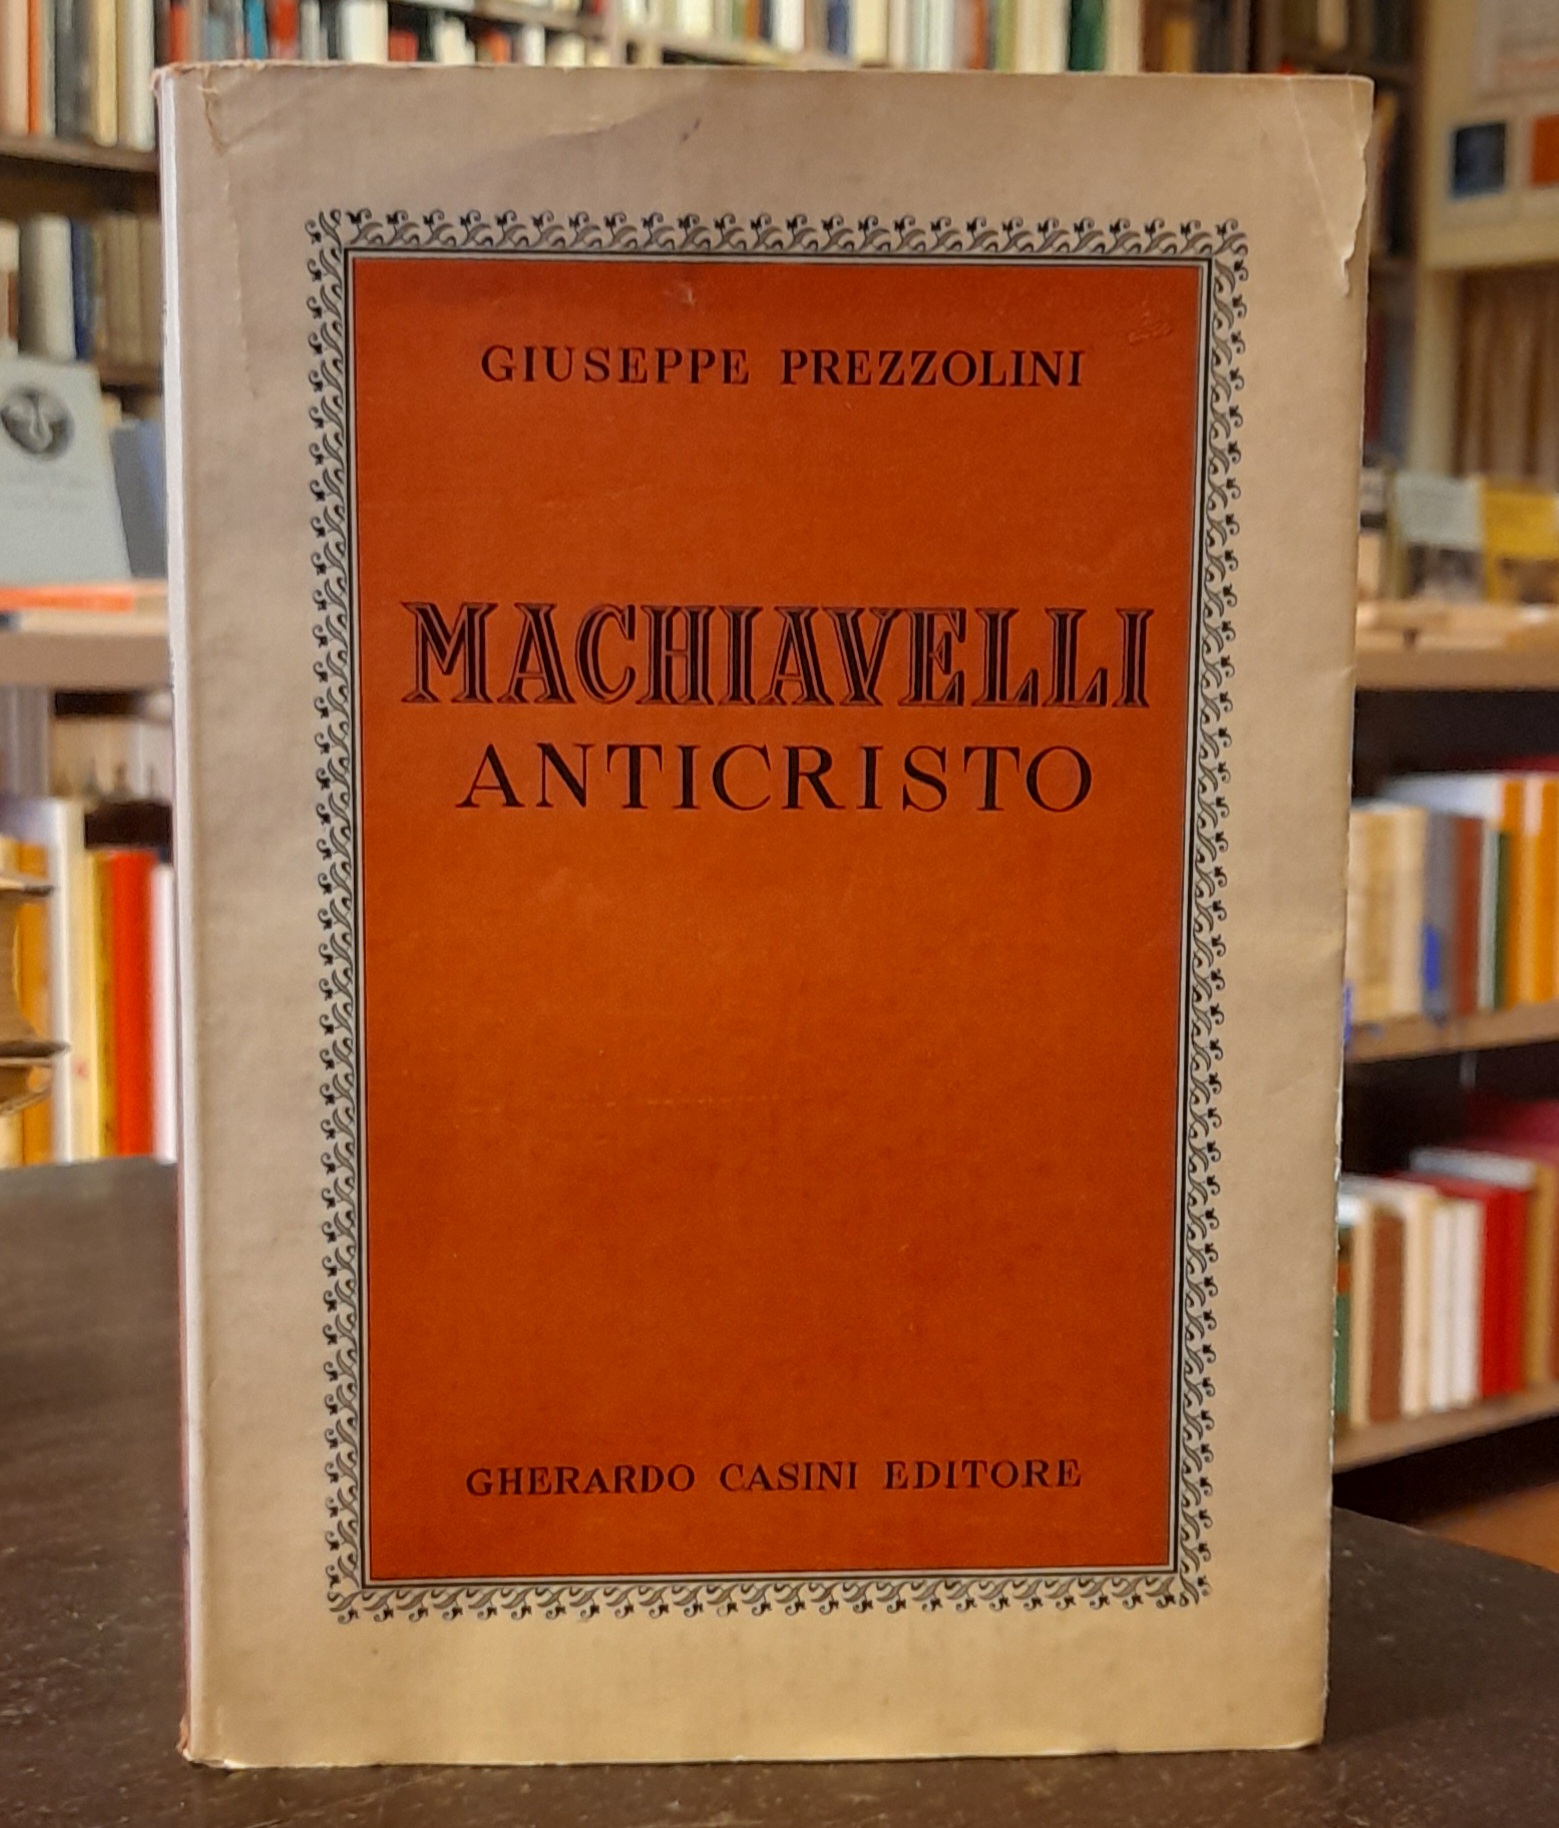 GIUSEPPE PREZZOLINI
MACHIAVELLI
ANTICRISTO
GHERARDO CASINI EDITORE